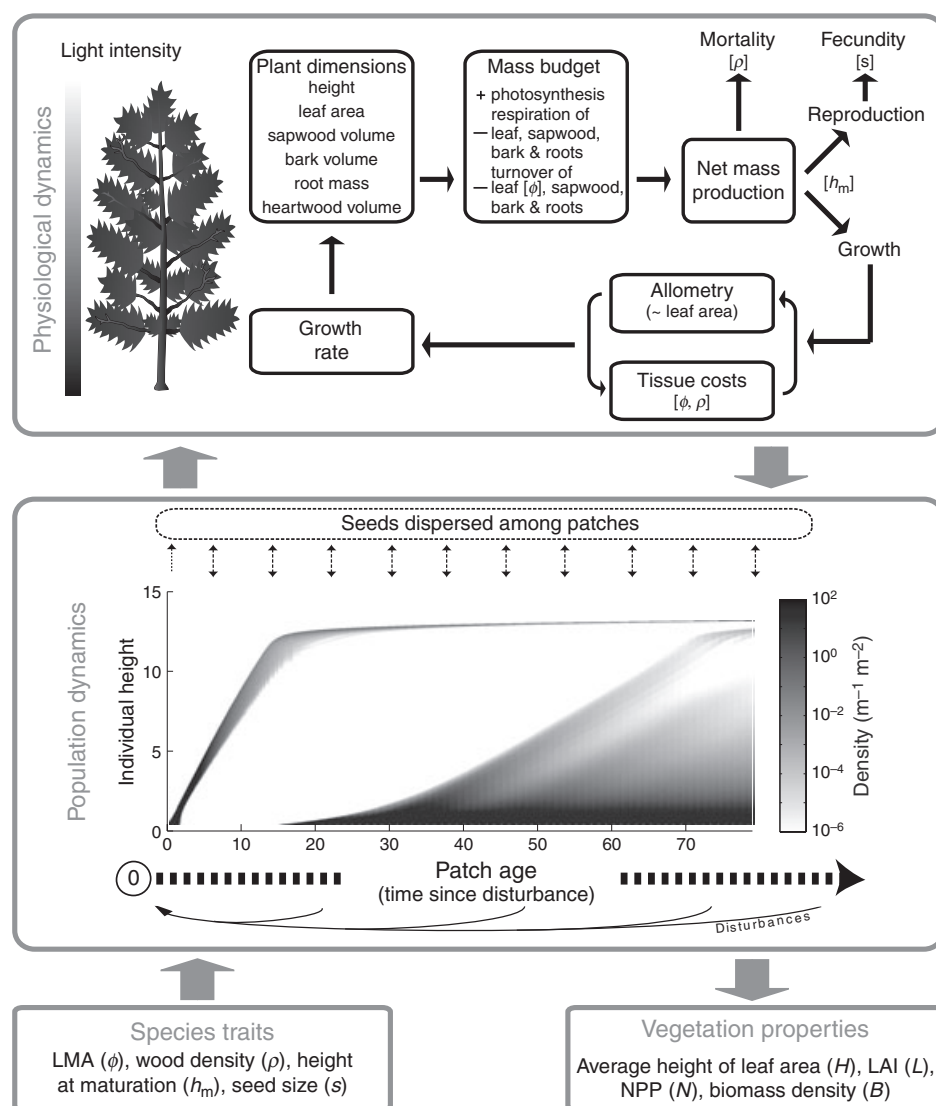 Physiological dynamics
Light intensity
Plant dimensions
height
leaf area
sapwood volume
bark volume
root mass
heartwood volume
Mass budget
+ photosynthesis
respiration of
– leaf, sapwood,
bark & roots
turnover of
– leaf [ϕ], sapwood,
bark & roots
Net mass
production
Mortality
[ρ]
Fecundity
[s]
Reproduction
[hm]
Growth
Allometry
(~ leaf area)
Tissue costs
[ϕ, ρ]
Growth
rate
Population dynamics
Seeds dispersed among patches
Individual height
15
10
5
0
0 10 20 30 40 50 60 70
Density (m⁻¹ m⁻²)
10²
10⁰
10⁻²
10⁻⁴
10⁻⁶
0
Patch age
(time since disturbance)
Disturbances
Species traits
LMA (ϕ), wood density (ρ), height
at maturation (hm), seed size (s)
Vegetation properties
Average height of leaf area (H), LAI (L),
NPP (N), biomass density (B)